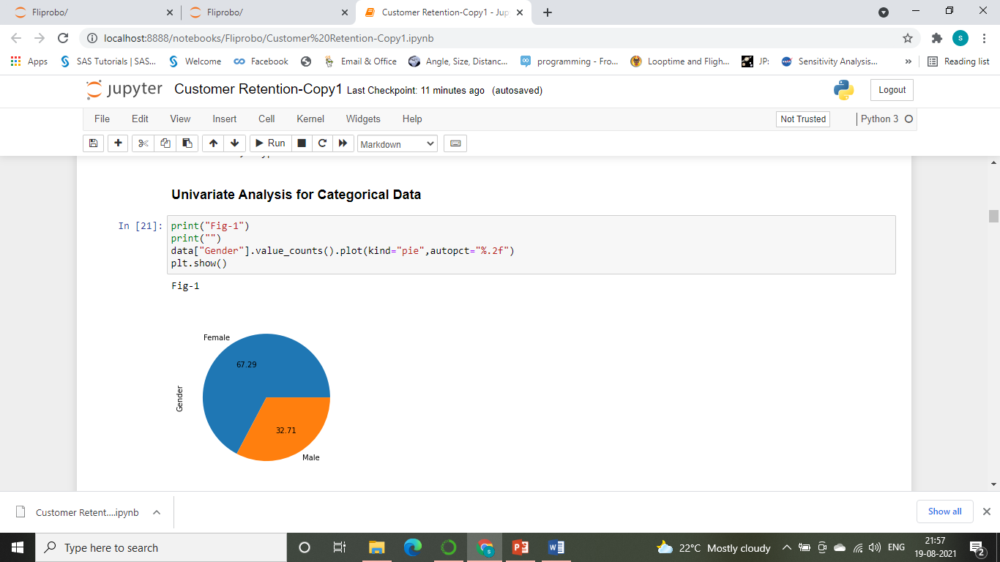 Fliprobo/
Fliprobo/
Customer Retention-Copy1 - Jup
localhost:8888/notebooks/Fliprobo/Customer%20Retention-Copy1.ipynb
S
Apps
SAS Tutorials | SAS...
Welcome
Facebook
Email & Office
Angle, Size, Distanc...
programming - Fro...
Looptime and Fligh...
JPS
Sensitivity Analysis...
»
Reading list
jupyter
Customer Retention-Copy1 Last Checkpoint: 11 minutes ago (autosaved)
Logout
File Edit View Insert Cell Kernel Widgets Help
Not Trusted
Python 3
Run
Markdown
Univariate Analysis for Categorical Data
In [21]:
print("Fig-1")
print("")
data["Gender"].value_counts().plot(kind="pie",autopct="%.2f")
plt.show()
Fig-1
Female
67.29
Gender
32.71
Male
Customer Retent....ipynb
Show all
Type here to search
22°C Mostly cloudy
ENG
21:57
19-08-2021
2